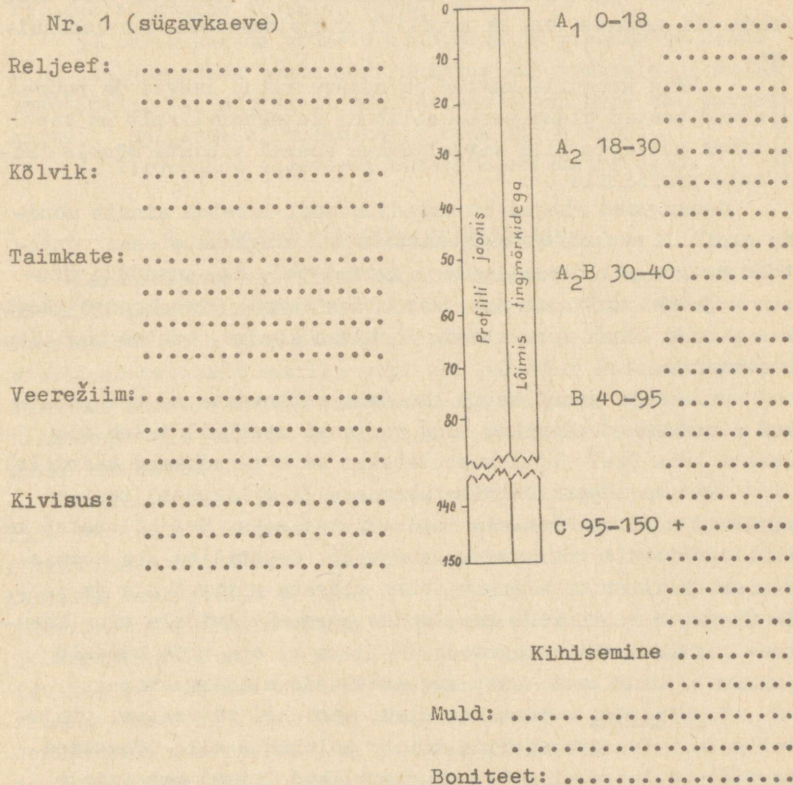 Nr. 1 (sügavkaeve)
Reljeef: ..................
..................
Kõlvik: ..................
..................
Taimkate: ..................
..................
..................
..................
Veerežiim: ..................
..................
..................
Kivisus: ..................
..................
..................
0
10
20
30
40
50
60
70
80
140
150
Profiili joonis
Lõimis tingmärkidega
A₁ 0-18 ..........
..........
..........
..........
A₂ 18-30 .........
..........
..........
..........
A₂B 30-40 .........
..........
..........
..........
B 40-95 .........
..........
..........
..........
C 95-150 + .......
..........
..........
..........
Kihisemine .........
.........
Muld: .....................
.....................
Boniteet: .................